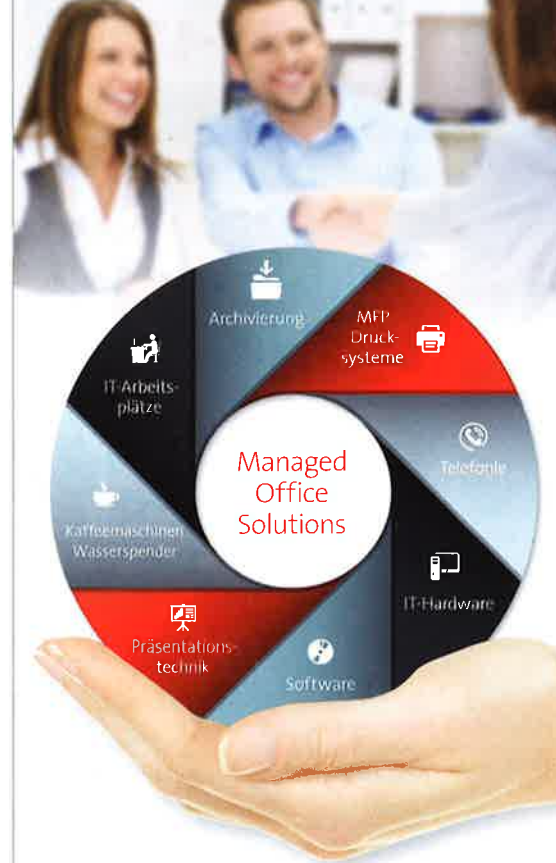 Archivierung
MFP
Druck-
systeme
Telefonie
IT-Hardware
Software
Präsentations-
technik
Kaffeemaschinen
Wasserspender
IT-Arbeits-
plätze
Managed
Office
Solutions